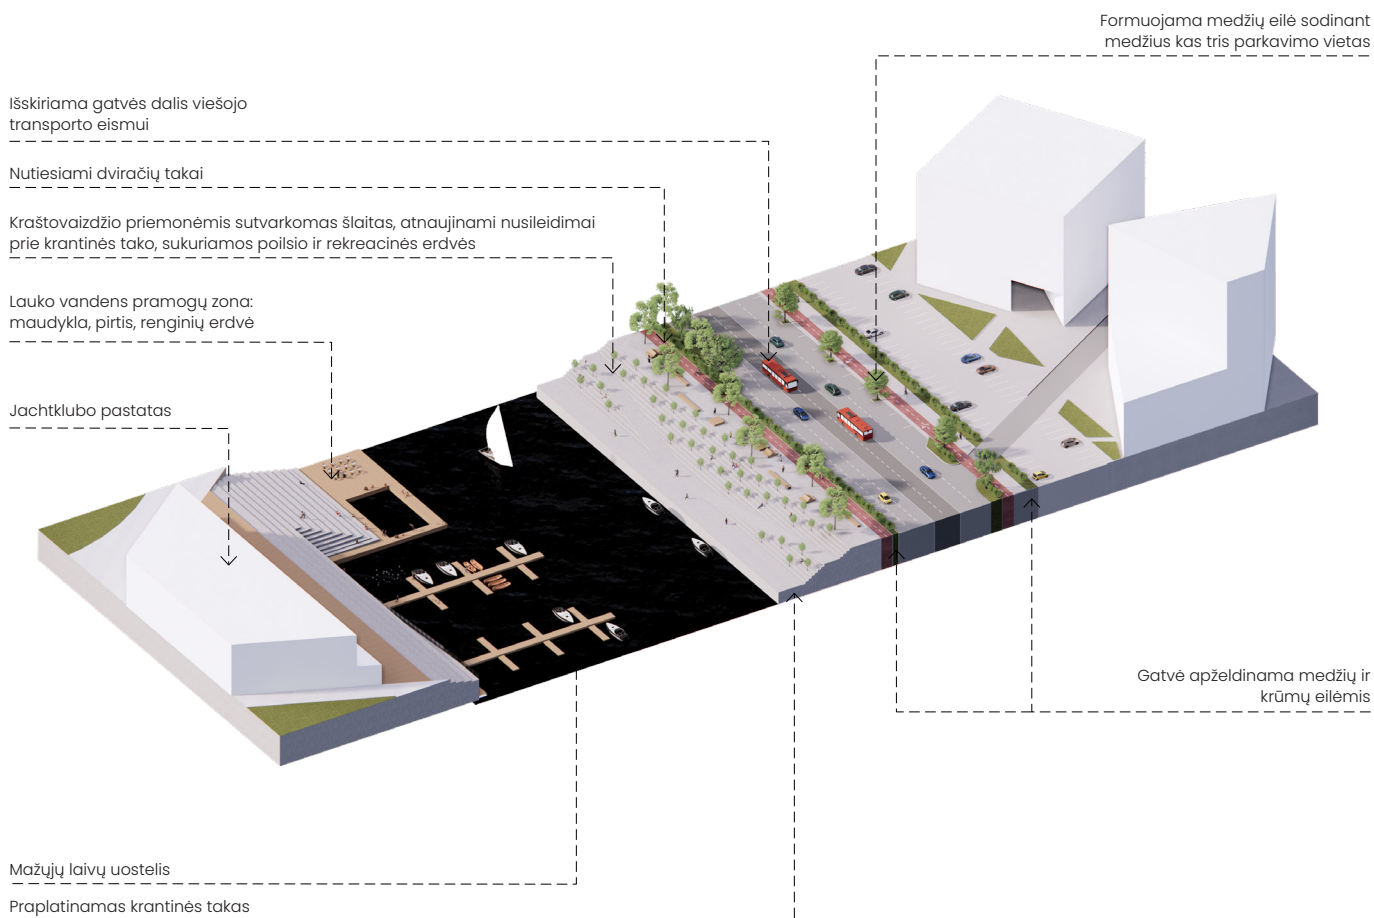 Formuojama medžių eilė sodinant
medžius kas tris parkavimo vietas
Išskiriama gatvės dalis viešojo
transporto eismui
Nutiesiami dviračių takai
Kraštovaizdžio priemonėmis sutvarkomas šlaitas, atnaujinami nusileidimai
prie krantinės tako, sukuriamos poilsio ir rekreacinės erdvės
Lauko vandens pramogų zona:
maudykla, pirtis, renginių erdvė
Jachtklubo pastatas
Gatvė apželdinama medžių ir
krūmų eilėmis
Mažųjų laivų uostelis
Praplatinamas krantinės takas